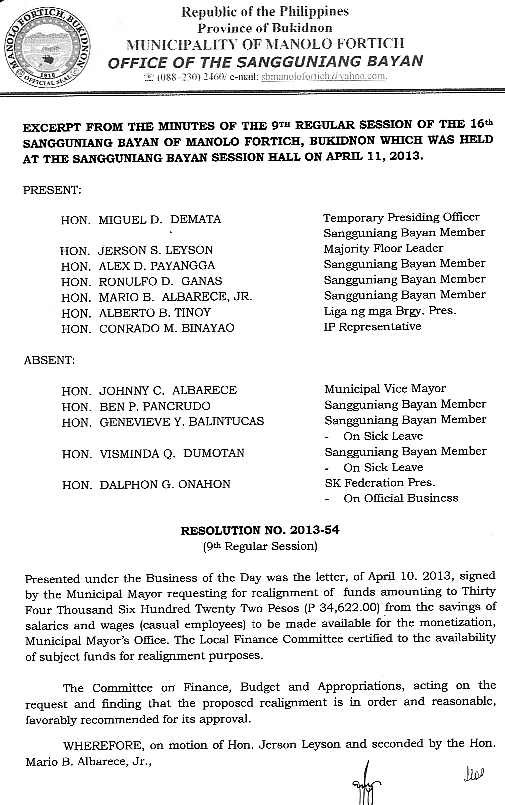 MANOLO FORTICH, BUKIDNON
OFFICIAL SEAL
Republic of the Philippines
Province of Bukidnon
MUNICIPALITY OF MANOLO FORTICH
OFFICE OF THE SANGGUNIANG BAYAN
☏ (088-230) 2460/ e-mail: sbmanolofortich@yahoo.com.
EXCERPT FROM THE MINUTES OF THE 9TH REGULAR SESSION OF THE 16th
SANGGUNIANG BAYAN OF MANOLO FORTICH, BUKIDNON WHICH WAS HELD
AT THE SANGGUNIANG BAYAN SESSION HALL ON APRIL 11, 2013.
PRESENT:
HON. MIGUEL D. DEMATA Temporary Presiding Officer
Sangguniang Bayan Member
HON. JERSON S. LEYSON Majority Floor Leader
HON. ALEX D. PAYANGGA Sangguniang Bayan Member
HON. RONULFO D. GANAS Sangguniang Bayan Member
HON. MARIO B. ALBARECE, JR. Sangguniang Bayan Member
HON. ALBERTO B. TINOY Liga ng mga Brgy. Pres.
HON. CONRADO M. BINAYAO IP Representative
ABSENT:
HON. JOHNNY C. ALBARECE Municipal Vice Mayor
HON. BEN P. PANCRUDO Sangguniang Bayan Member
HON. GENEVIEVE Y. BALINTUCAS Sangguniang Bayan Member
- On Sick Leave
HON. VISMINDA Q. DUMOTAN Sangguniang Bayan Member
- On Sick Leave
HON. DALPHON G. ONAHON SK Federation Pres.
- On Official Business
RESOLUTION NO. 2013-54
(9th Regular Session)
Presented under the Business of the Day was the letter, of April 10. 2013, signed
by the Municipal Mayor requesting for realignment of funds amounting to Thirty
Four Thousand Six Hundred Twenty Two Pesos (P 34,622.00) from the savings of
salaries and wages (casual employees) to be made available for the monetization,
Municipal Mayor's Office. The Local Finance Committee certified to the availability
of subject funds for realignment purposes.
The Committee on Finance, Budget and Appropriations, acting on the
request and finding that the proposed realignment is in order and reasonable,
favorably recommended for its approval.
WHEREFORE, on motion of Hon. Jerson Leyson and seconded by the Hon.
Mario B. Albarece, Jr.,